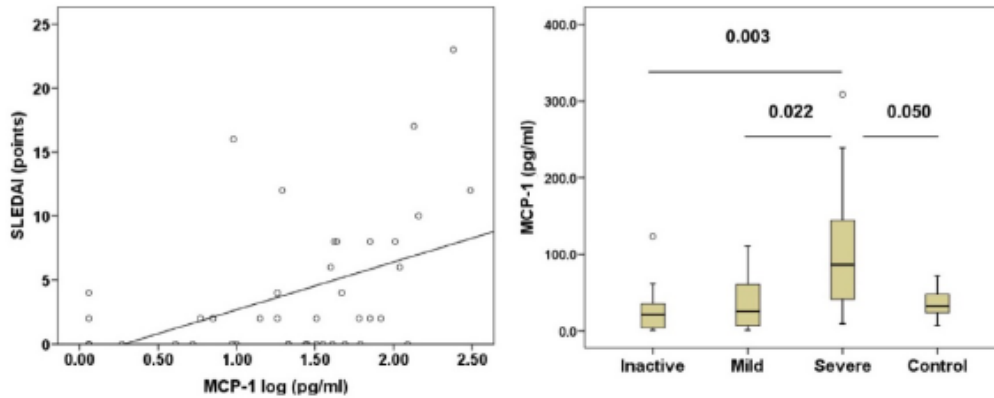 SLEDAI (points)
25
20
15
10
5
0
0.00 0.50 1.00 1.50 2.00 2.50
MCP-1 log (pg/ml)
MCP-1 (pg/ml)
400.0
300.0
200.0
100.0
0.0
0.003
0.022 0.050
Inactive Mild Severe Control